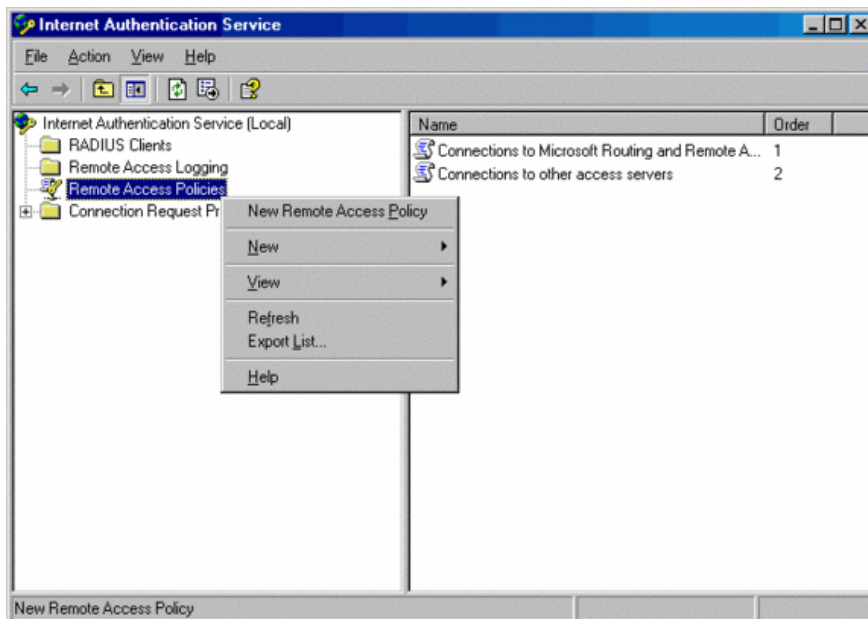 Internet Authentication Service
File Action View Help
Internet Authentication Service (Local)
RADIUS Clients
Remote Access Logging
Remote Access Policies
Connection Request Pr
New Remote Access Policy
New
View
Refresh
Export List...
Help
Name Order
Connections to Microsoft Routing and Remote A... 1
Connections to other access servers 2
New Remote Access Policy